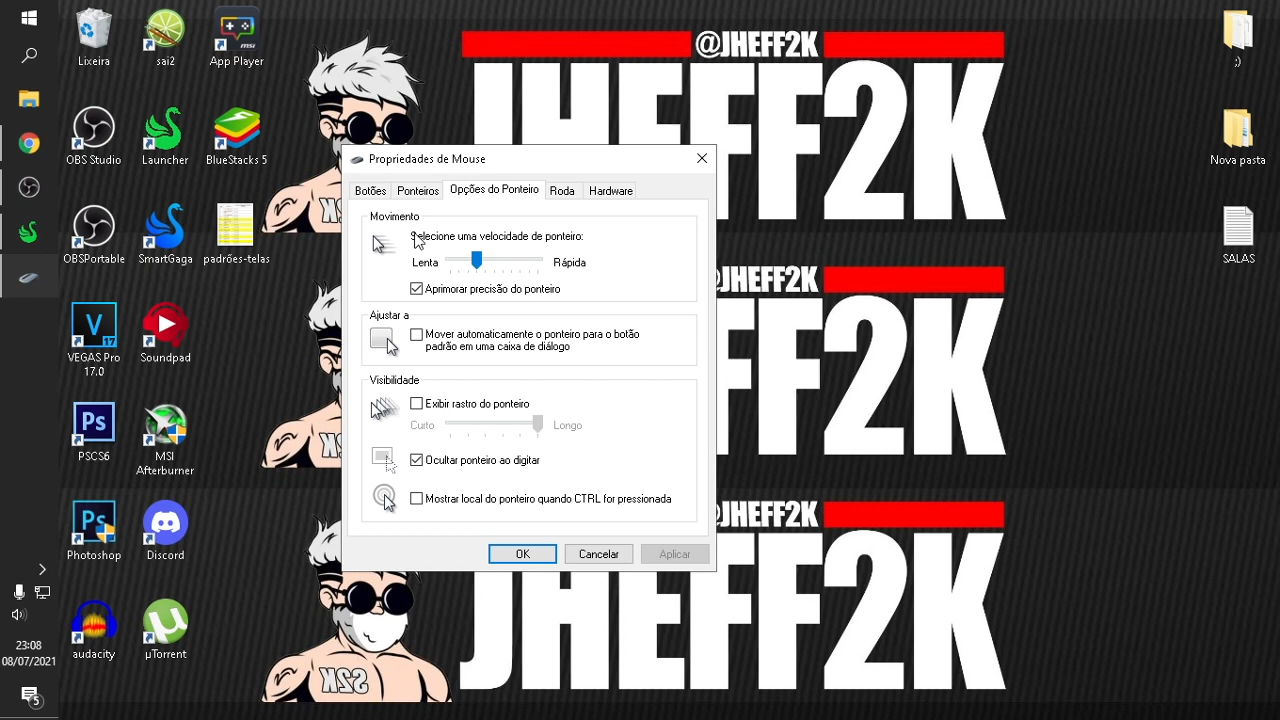 Lixeira
sai2
App Player
OBS Studio
Launcher
BlueStacks 5
OBSPortable
SmartGaga
padrões-telas
V
17
VEGAS Pro
17.0
Soundpad
Ps
PSCS6
MSI
Afterburner
Ps
Photoshop
Discord
audacity
µTorrent
23:08
08/07/2021
5
;)
Nova pasta
SALAS
@JHEFF2K
JHEFF2K
@JHEFF2K
JHEFF2K
@JHEFF2K
JHEFF2K
S2K
Propriedades de Mouse
Botões
Ponteiros
Opções do Ponteiro
Roda
Hardware
Movimento
Selecione uma velocidade de ponteiro:
Lenta
Rápida
Aprimorar precisão do ponteiro
Ajustar a
Mover automaticamente o ponteiro para o botão
padrão em uma caixa de diálogo
Visibilidade
Exibir rastro do ponteiro
Curto
Longo
Ocultar ponteiro ao digitar
Mostrar local do ponteiro quando CTRL for pressionada
OK
Cancelar
Aplicar